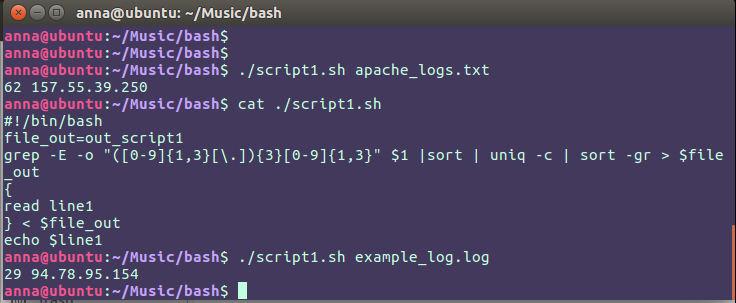 anna@ubuntu: ~/Music/bash
anna@ubuntu:~/Music/bash$
anna@ubuntu:~/Music/bash$
anna@ubuntu:~/Music/bash$ ./script1.sh apache_logs.txt
62 157.55.39.250
anna@ubuntu:~/Music/bash$ cat ./script1.sh
#!/bin/bash
file_out=out_script1
grep -E -o "([0-9]{1,3}[\.]){3}[0-9]{1,3}" $1 |sort | uniq -c | sort -gr > $file
_out
{
read line1
} < $file_out
echo $line1
anna@ubuntu:~/Music/bash$ ./script1.sh example_log.log
29 94.78.95.154
anna@ubuntu:~/Music/bash$